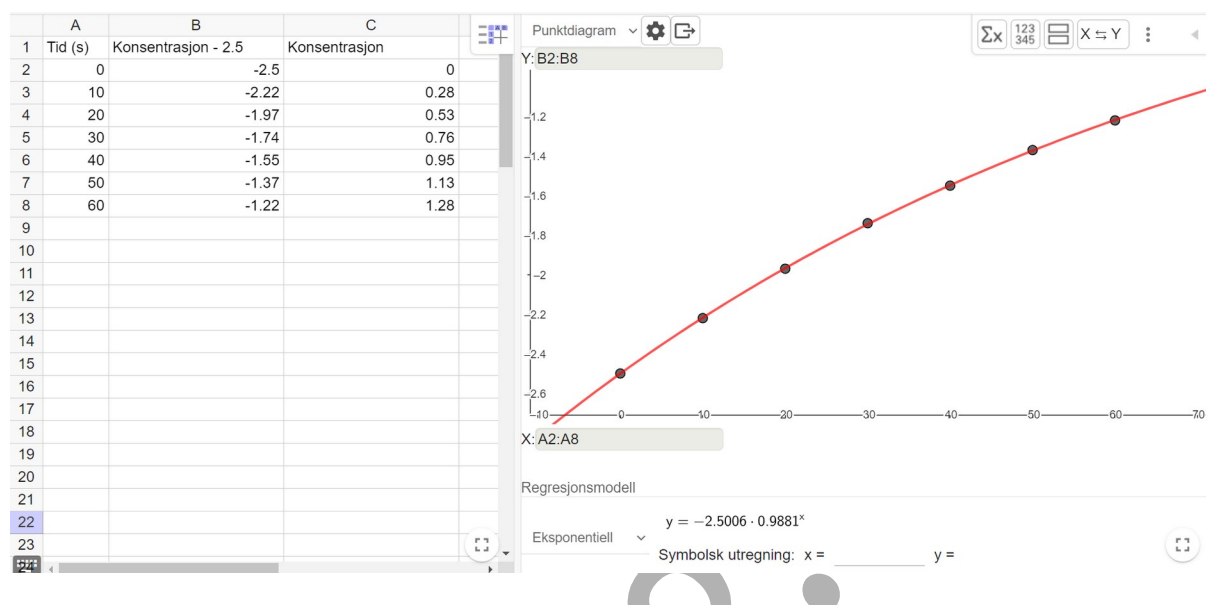 A B C
1 Tid (s) Konsentrasjon - 2.5 Konsentrasjon
2 0 -2.5 0
3 10 -2.22 0.28
4 20 -1.97 0.53
5 30 -1.74 0.76
6 40 -1.55 0.95
7 50 -1.37 1.13
8 60 -1.22 1.28
9
10
11
12
13
14
15
16
17
18
19
20
21
22
23
24
Punktdiagram
Σx 123 345 X ⇆ Y
Y: B2:B8
-1.2
-1.4
-1.6
-1.8
-2
-2.2
-2.4
-2.6
-10 0 10 20 30 40 50 60 70
X: A2:A8
Regresjonsmodell
Eksponentiell
y = −2.5006 · 0.9881ˣ
Symbolsk utregning: x = y =